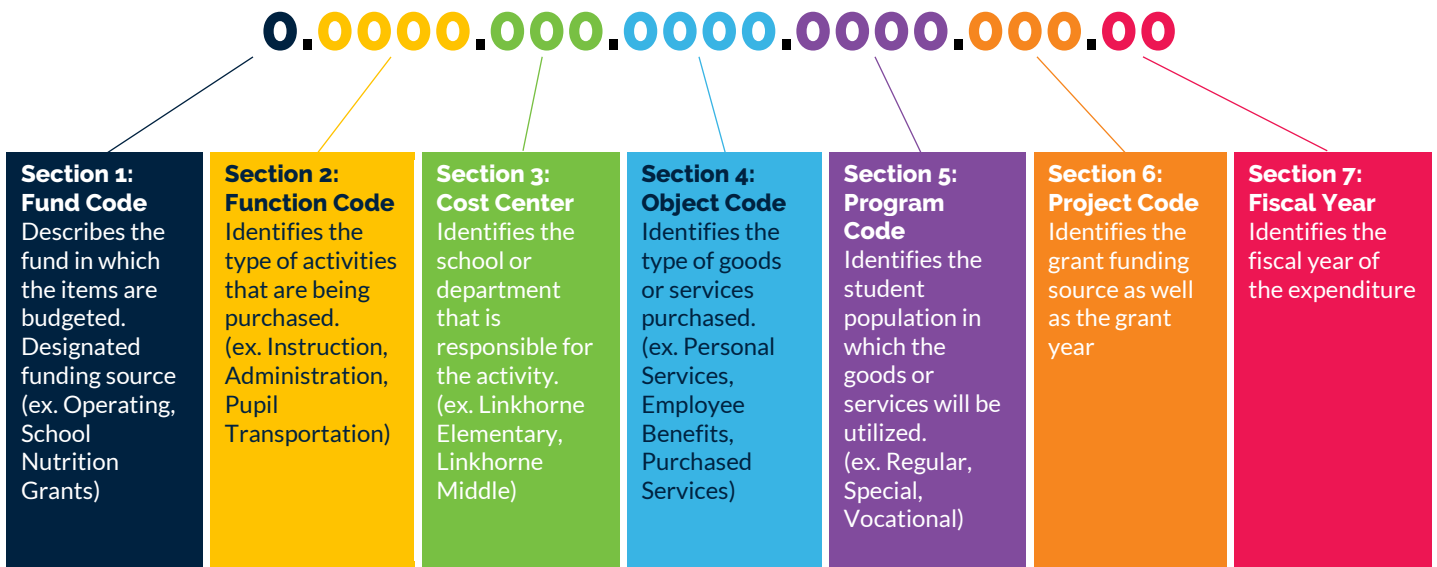 0.0000.000.0000.0000.000.00
Section 1:
Fund Code
Describes the
fund in which
the items are
budgeted.
Designated
funding source
(ex. Operating,
School
Nutrition
Grants)
Section 2:
Function Code
Identifies the
type of activities
that are being
purchased.
(ex. Instruction,
Administration,
Pupil
Transportation)
Section 3:
Cost Center
Identifies the
school or
department
that is
responsible for
the activity.
(ex. Linkhorne
Elementary,
Linkhorne
Middle)
Section 4:
Object Code
Identifies the
type of goods
or services
purchased.
(ex. Personal
Services,
Employee
Benefits,
Purchased
Services)
Section 5:
Program
Code
Identifies the
student
population in
which the
goods or
services will be
utilized.
(ex. Regular,
Special,
Vocational)
Section 6:
Project Code
Identifies the
grant funding
source as well
as the grant
year
Section 7:
Fiscal Year
Identifies the
fiscal year of
the expenditure